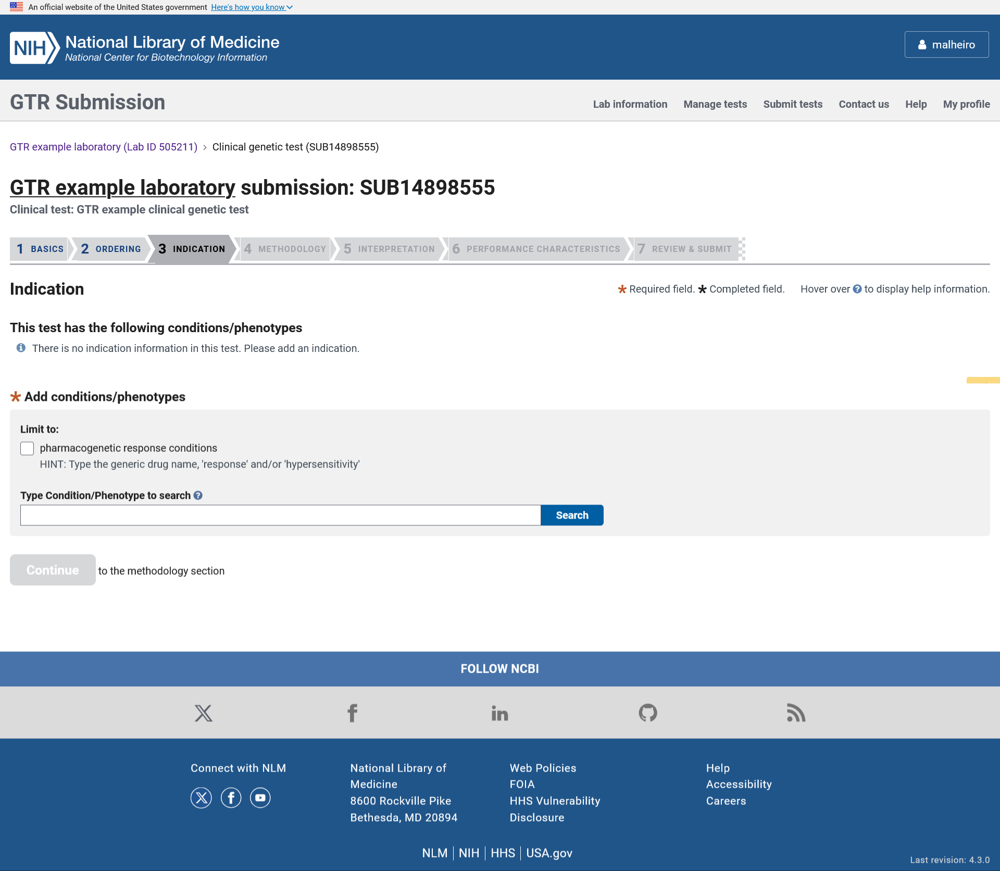 An official website of the United States government Here's how you know
NIH National Library of Medicine
National Center for Biotechnology Information
malheiro
GTR Submission
Lab information Manage tests Submit tests Contact us Help My profile
GTR example laboratory (Lab ID 505211) › Clinical genetic test (SUB14898555)
GTR example laboratory submission: SUB14898555
Clinical test: GTR example clinical genetic test
1 BASICS 2 ORDERING 3 INDICATION 4 METHODOLOGY 5 INTERPRETATION 6 PERFORMANCE CHARACTERISTICS 7 REVIEW & SUBMIT
Indication
* Required field. * Completed field. Hover over ? to display help information.
This test has the following conditions/phenotypes
There is no indication information in this test. Please add an indication.
* Add conditions/phenotypes
Limit to:
pharmacogenetic response conditions
HINT: Type the generic drug name, 'response' and/or 'hypersensitivity'
Type Condition/Phenotype to search ?
Search
Continue to the methodology section
FOLLOW NCBI
Connect with NLM
National Library of
Medicine
8600 Rockville Pike
Bethesda, MD 20894
Web Policies
FOIA
HHS Vulnerability
Disclosure
Help
Accessibility
Careers
NLM | NIH | HHS | USA.gov
Last revision: 4.3.0